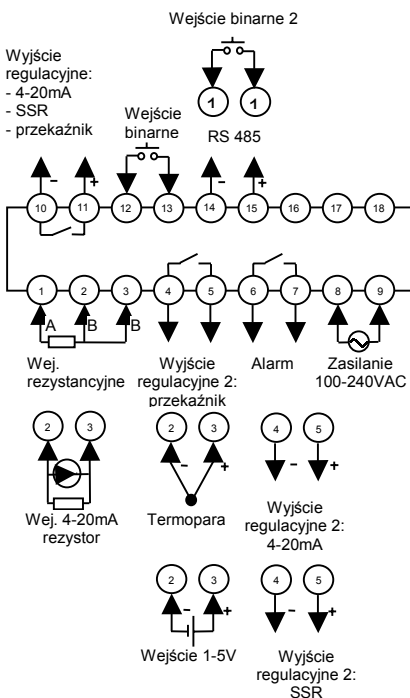 Wejście binarne 2
Wyjście
regulacyjne:
- 4-20mA
- SSR
- przekaźnik
Wejście
binarne
1 1
RS 485
- + - +
10 11 12 13 14 15 16 17 18
1 2 3 4 5 6 7 8 9
A B B
Wej.
rezystancyjne
Wyjście
regulacyjne 2:
przekaźnik
Alarm
Zasilanie
100-240VAC
2 3
Wej. 4-20mA
rezystor
2 3
- +
Termopara
4 5
- +
Wyjście
regulacyjne 2:
4-20mA
2 3
- +
Wejście 1-5V
4 5
- +
Wyjście
regulacyjne 2:
SSR